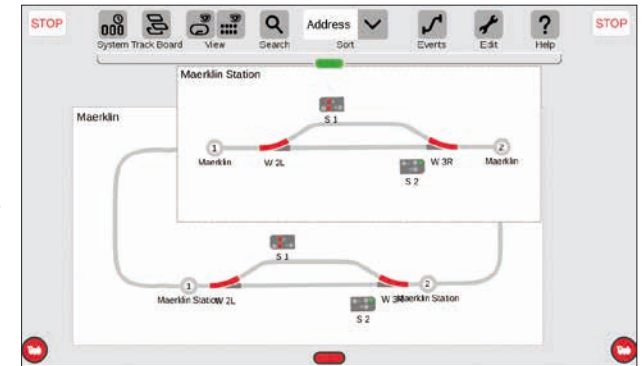 STOP
Address
STOP
System Track Board View Search Sort Everts Edit Help
Maerklin Station
Maerklin
S 1
1
2
Maerklin W 2L W 3R Maerklin
S 2
S 1
1
2
Maerklin Station W 2L W 3R Maerklin Station
S 2